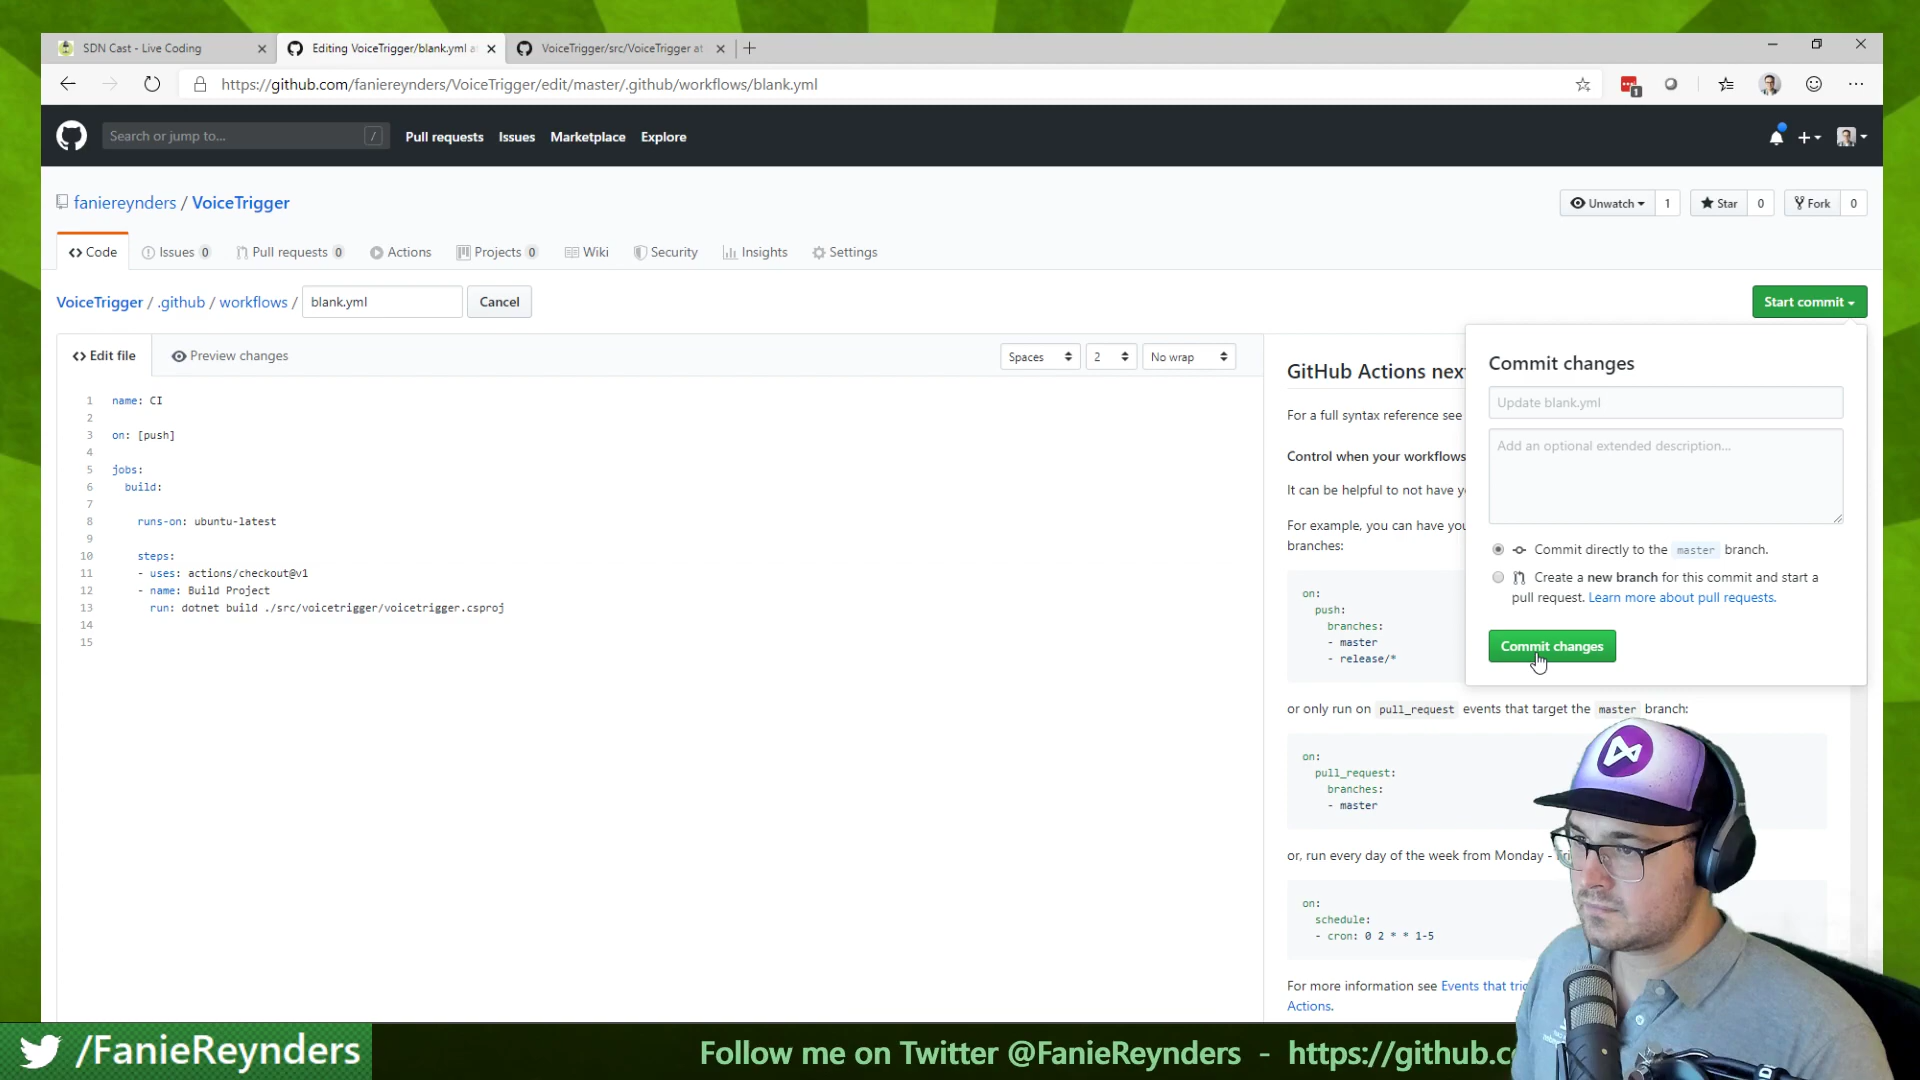 SDN Cast - Live Coding
Editing VoiceTrigger/blank.yml a
VoiceTrigger/src/VoiceTrigger at
https://github.com/faniereynders/VoiceTrigger/edit/master/.github/workflows/blank.yml
1
Search or jump to...
/
Pull requests Issues Marketplace Explore
faniereynders / VoiceTrigger
Unwatch 1 Star 0 Fork 0
Code Issues 0 Pull requests 0 Actions Projects 0 Wiki Security Insights Settings
VoiceTrigger / .github / workflows / blank.yml Cancel
Start commit
<> Edit file Preview changes Spaces 2 No wrap
1 name: CI
2
3 on: [push]
4
5 jobs:
6 build:
7
8 runs-on: ubuntu-latest
9
10 steps:
11 - uses: actions/checkout@v1
12 - name: Build Project
13 run: dotnet build ./src/voicetrigger/voicetrigger.csproj
14
15
GitHub Actions nex
For a full syntax reference see
Control when your workflows
It can be helpful to not have y
For example, you can have you
branches:
on:
push:
branches:
- master
- release/*
or only run on pull_request events that target the master branch:
on:
pull_request:
branches:
- master
or, run every day of the week from Monday -
on:
schedule:
- cron: 0 2 * * 1-5
For more information see Events that trig
Actions.
Commit changes
Update blank.yml
Add an optional extended description...
Commit directly to the master branch.
Create a new branch for this commit and start a
pull request. Learn more about pull requests.
Commit changes
/FanieReynders
Follow me on Twitter @FanieReynders - https://github.c